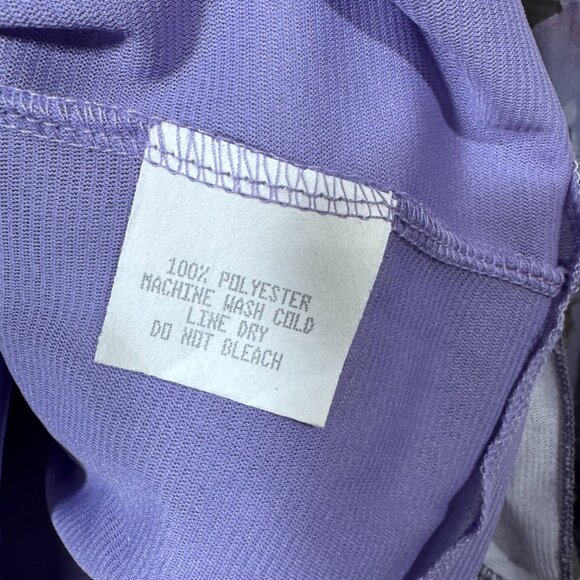 100% POLYESTER
MACHINE WASH COLD
LINE DRY
DO NOT BLEACH